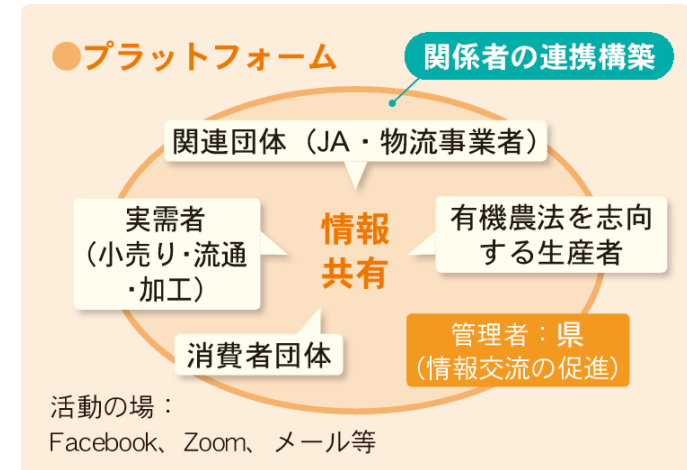 ●プラットフォーム
関係者の連携構築
関連団体（JA・物流事業者）
実需者
（小売り・流通
・加工）
情報
共有
有機農法を志向
する生産者
消費者団体
管理者：県
（情報交流の促進）
活動の場：
Facebook、Zoom、メール等